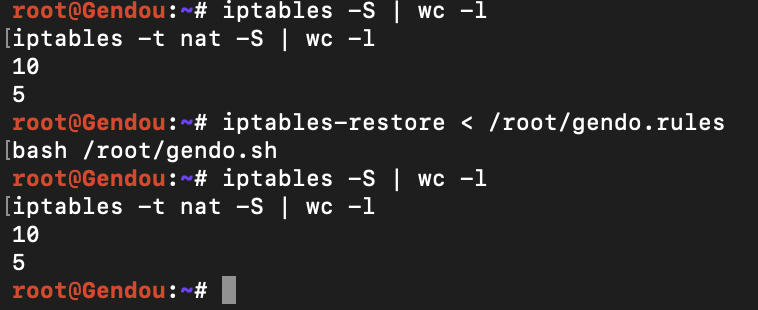 root@Gendou:~# iptables -S | wc -l
[iptables -t nat -S | wc -l
10
5
root@Gendou:~# iptables-restore < /root/gendo.rules
[bash /root/gendo.sh
root@Gendou:~# iptables -S | wc -l
[iptables -t nat -S | wc -l
10
5
root@Gendou:~#